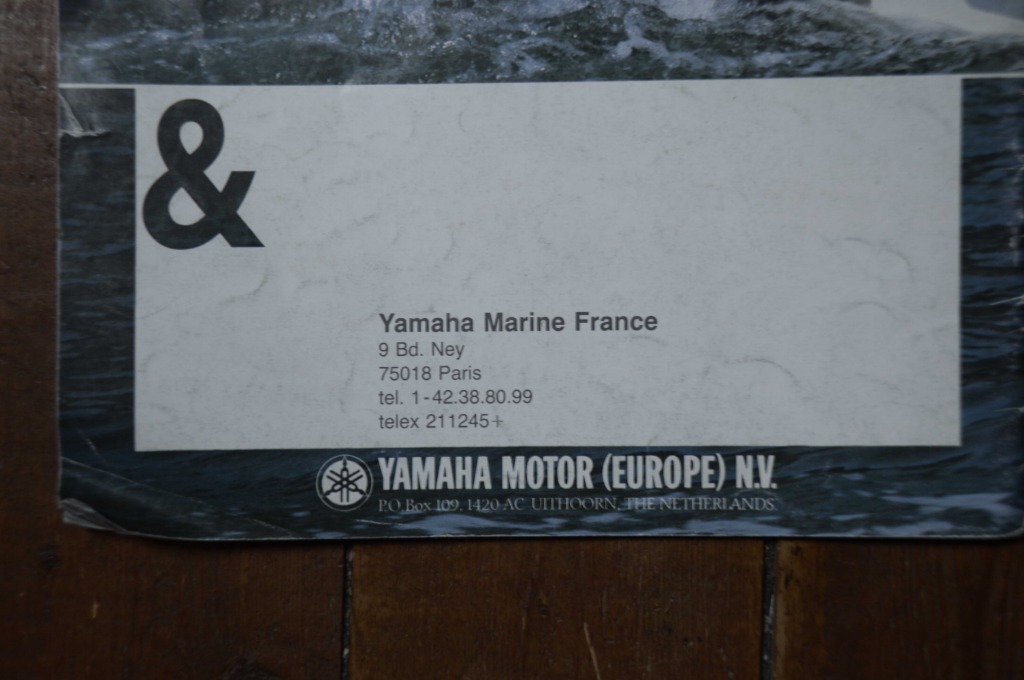 &
Yamaha Marine France
9 Bd. Ney
75018 Paris
tel. 1-42.38.80.99
telex 211245+
YAMAHA MOTOR (EUROPE) N.V.
P.O Box 109, 1420 AC UITHOORN, THE NETHERLANDS